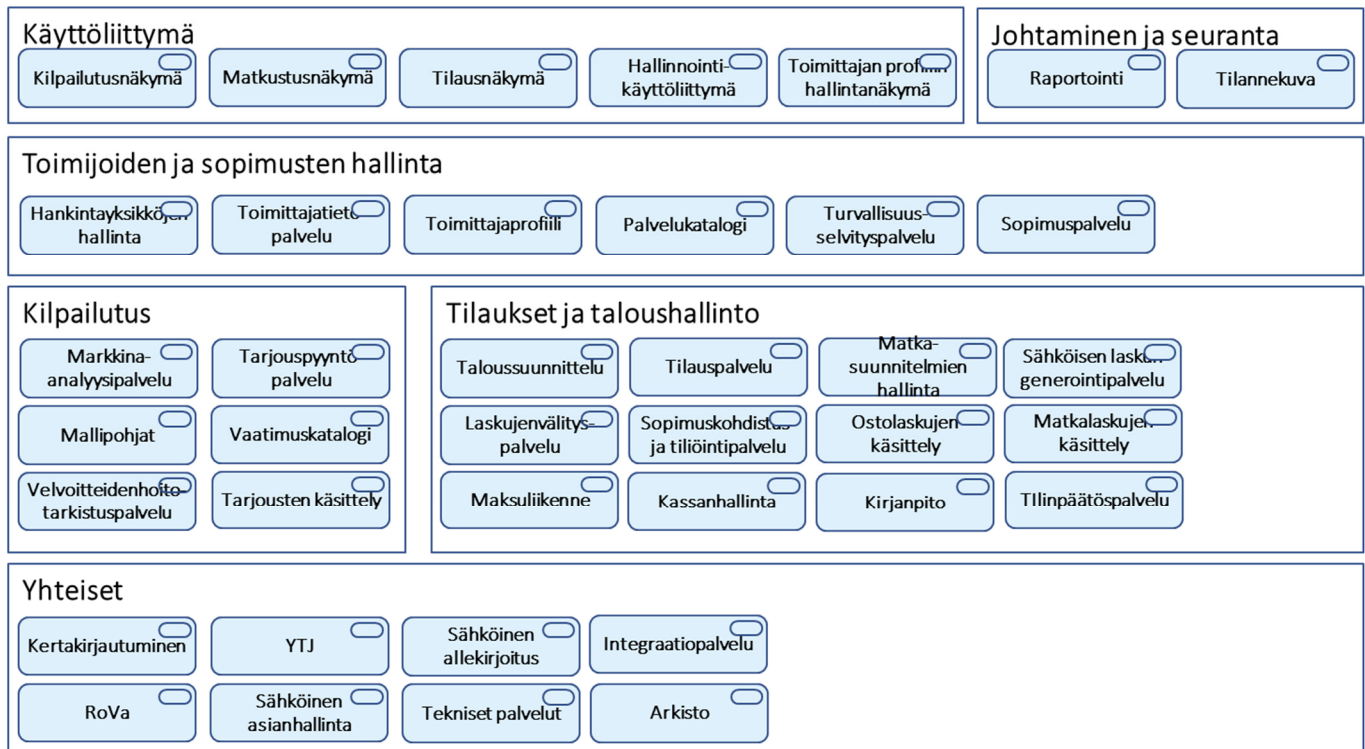 Käyttöliittymä
Kilpailutusnäkymä
Matkustusnäkymä
Tilausnäkymä
Hallinnointi-
käyttöliittymä
Toimittajan profiilin
hallintanäkymä
Johtaminen ja seuranta
Raportointi
Tilannekuva
Toimijoiden ja sopimusten hallinta
Hankintayksikköjen
hallinta
Toimittajatieto
palvelu
Toimittajaprofiili
Palvelukatalogi
Turvallisuus-
selvityspalvelu
Sopimuspalvelu
Kilpailutus
Markkina-
analyysipalvelu
Tarjouspyyntö
palvelu
Mallipohjat
Vaatimuskatalogi
Velvoitteidenhoito-
tarkistuspalvelu
Tarjousten käsittely
Tilaukset ja taloushallinto
Taloussuunnittelu
Tilauspalvelu
Matka-
suunnitelmien
hallinta
Sähköisen laskun
generointipalvelu
Laskujenvälitys-
palvelu
Sopimuskohdistus
ja tiliöintipalvelu
Ostolaskujen
käsittely
Matkalaskujen
käsittely
Maksuliikenne
Kassanhallinta
Kirjanpito
TIlinpäätöspalvelu
Yhteiset
Kertakirjautuminen
YTJ
Sähköinen
allekirjoitus
Integraatiopalvelu
RoVa
Sähköinen
asianhallinta
Tekniset palvelut
Arkisto